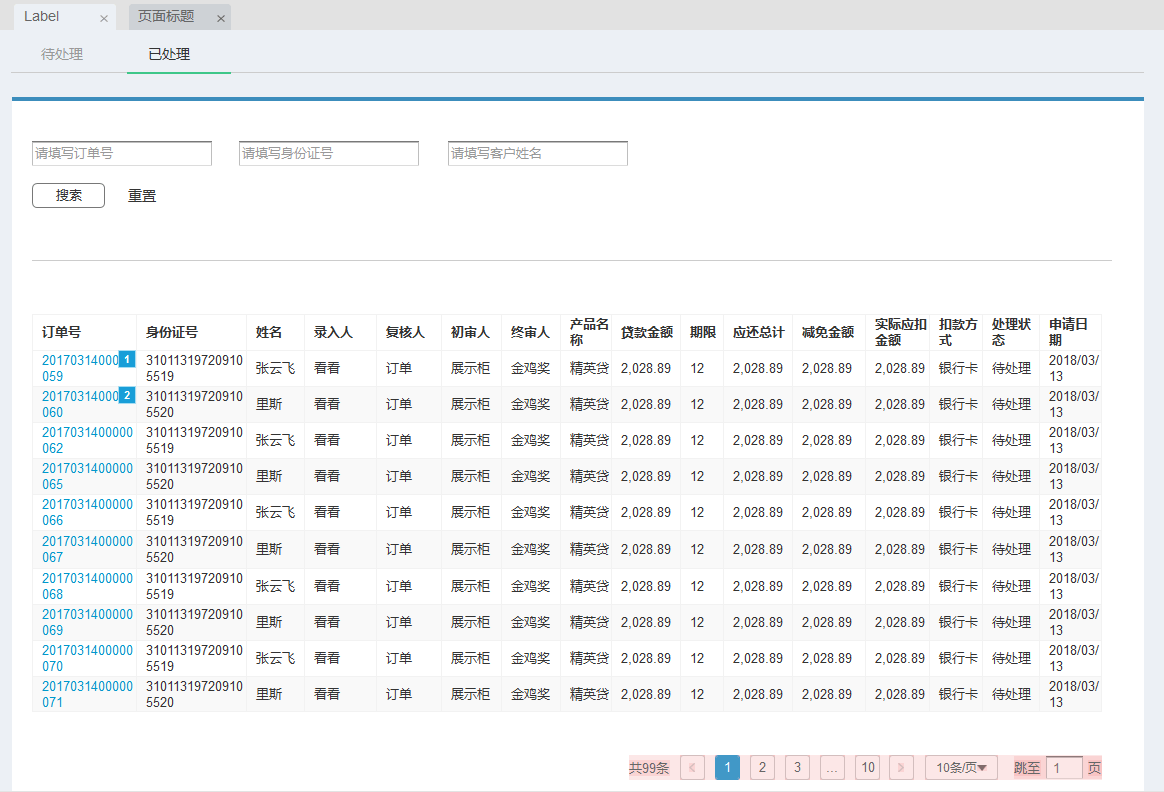 Label × 页面标题 ×
待处理 已处理
请填写订单号 请填写身份证号 请填写客户姓名
搜索 重置
订单号 身份证号 姓名 录入人 复核人 初审人 终审人 产品名称 贷款金额 期限 应还总计 减免金额 实际应扣金额 扣款方式 处理状态 申请日期
20170314000 1 059 310113197209105519 张云飞 看看 订单 展示柜 金鸡奖 精英贷 2,028.89 12 2,028.89 2,028.89 2,028.89 银行卡 待处理 2018/03/13
20170314000 2 060 310113197209105520 里斯 看看 订单 展示柜 金鸡奖 精英贷 2,028.89 12 2,028.89 2,028.89 2,028.89 银行卡 待处理 2018/03/13
2017031400000062 310113197209105519 张云飞 看看 订单 展示柜 金鸡奖 精英贷 2,028.89 12 2,028.89 2,028.89 2,028.89 银行卡 待处理 2018/03/13
2017031400000065 310113197209105520 里斯 看看 订单 展示柜 金鸡奖 精英贷 2,028.89 12 2,028.89 2,028.89 2,028.89 银行卡 待处理 2018/03/13
2017031400000066 310113197209105519 张云飞 看看 订单 展示柜 金鸡奖 精英贷 2,028.89 12 2,028.89 2,028.89 2,028.89 银行卡 待处理 2018/03/13
2017031400000067 310113197209105520 里斯 看看 订单 展示柜 金鸡奖 精英贷 2,028.89 12 2,028.89 2,028.89 2,028.89 银行卡 待处理 2018/03/13
2017031400000068 310113197209105519 张云飞 看看 订单 展示柜 金鸡奖 精英贷 2,028.89 12 2,028.89 2,028.89 2,028.89 银行卡 待处理 2018/03/13
2017031400000069 310113197209105520 里斯 看看 订单 展示柜 金鸡奖 精英贷 2,028.89 12 2,028.89 2,028.89 2,028.89 银行卡 待处理 2018/03/13
2017031400000070 310113197209105519 张云飞 看看 订单 展示柜 金鸡奖 精英贷 2,028.89 12 2,028.89 2,028.89 2,028.89 银行卡 待处理 2018/03/13
2017031400000071 310113197209105520 里斯 看看 订单 展示柜 金鸡奖 精英贷 2,028.89 12 2,028.89 2,028.89 2,028.89 银行卡 待处理 2018/03/13
共99条 « 1 2 3 ... 10 » 10条/页 跳至 1 页